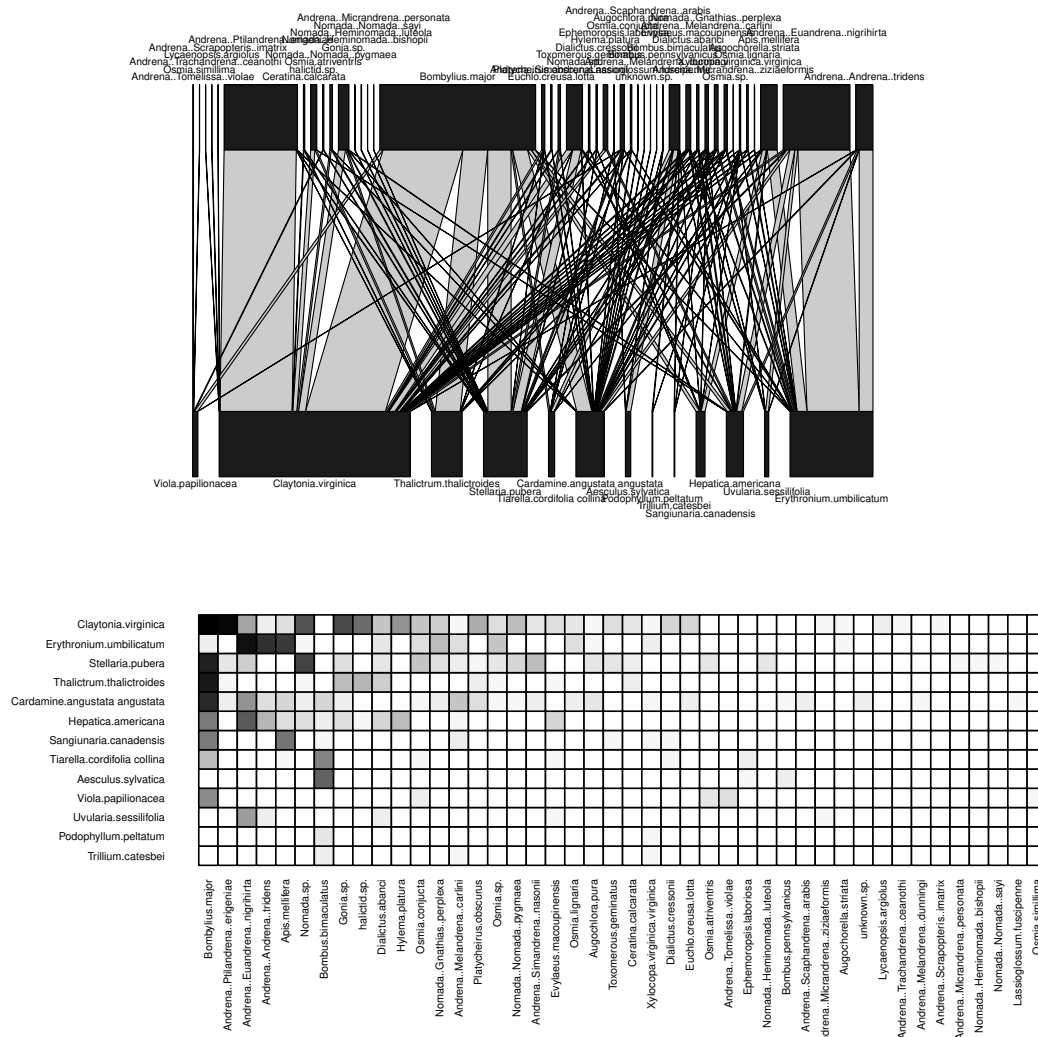 Andrena..Scaphandrena..arabis
Andrena..Micrandrena..personata
Augochlora.pura
Nomada..Gnathias..perplexa
Nomada..Nomada..sayi
Osmia.conjuncta
Andrena..Melandrena..carlini
Nomada..Heminomada..luteola
Ephemeropsis.laboriosa
Evylaeus.macoupinensis
Andrena..Euandrena..nigrihirta
Andrena..Ptilandrena..erigeniae
Nomada..Heminomada..bishopii
Hylema.platura
Dialictus.abanci
Apis.mellifera
Andrena..Scrapopteris..imatrix
Gonia.sp.
Dialictus.cressonii
Bombus.bimaculatus
Augochorella.striata
Lycaenopsis.argiolus
Nomada..Nomada..pygmaea
Toxomerous.geminatus
Bombus.pennsylvanicus
Osmia.lignaria
Andrena..Trachandrena..ceanothi
Osmia.atriventris
Osmia.simillima
halictid.sp.
Andrena..Tomelissa..violae
Ceratina.calcarata
Bombylius.major
Euchlo.creusa.lotta
unknown.sp.
Osmia.sp.
Andrena..Andrena..tridens
Viola.papilionacea
Claytonia.virginica
Thalictrum.thalictroides
Cardamine.angustata angustata
Hepatica.americana
Stellaria.pubera
Aesculus.sylvatica
Uvularia.sessilifolia
Tiarella.cordifolia collina
Podophyllum.peltatum
Erythronium.umbilicatum
Trillium.catesbei
Sangiunaria.canadensis
Claytonia.virginica
Erythronium.umbilicatum
Stellaria.pubera
Thalictrum.thalictroides
Cardamine.angustata angustata
Hepatica.americana
Sangiunaria.canadensis
Tiarella.cordifolia collina
Aesculus.sylvatica
Viola.papilionacea
Uvularia.sessilifolia
Podophyllum.peltatum
Trillium.catesbei
Bombylius.major
Andrena..Ptilandrena..erigeniae
Andrena..Euandrena..nigrihirta
Andrena..Andrena..tridens
Apis.mellifera
Nomada.sp.
Bombus.bimaculatus
Gonia.sp.
halictid.sp.
Dialictus.abanci
Hylema.platura
Osmia.conjucta
Nomada..Gnathias..perplexa
Andrena..Melandrena..carlini
Platycheirus.obscurus
Osmia.sp.
Nomada..Nomada..pygmaea
Andrena..Simandrena..nasonii
Evylaeus.macoupinensis
Osmia.lignaria
Augochlora.pura
Toxomerous.geminatus
Ceratina.calcarata
Xylocopa.virginica.virginica
Dialictus.cressonii
Euchlo.creusa.lotta
Osmia.atriventris
Andrena..Tomelissa..violae
Ephemoropsis.laboriosa
Nomada..Heminomada..luteola
Bombus.pennsylvanicus
Andrena..Scaphandrena..arabis
ndrena..Micrandrena..ziziaeformis
Augochorella.striata
unknown.sp.
Lycaenopsis.argiolus
Andrena..Trachandrena..ceanothi
Andrena..Melandrena..dunningi
Andrena..Scrapopteris..imatrix
Andrena..Micrandrena..personata
Nomada..Heminomada..bishopii
Nomada..Nomada..sayi
Lassioglossum.fuscipenne
Osmia.simillima